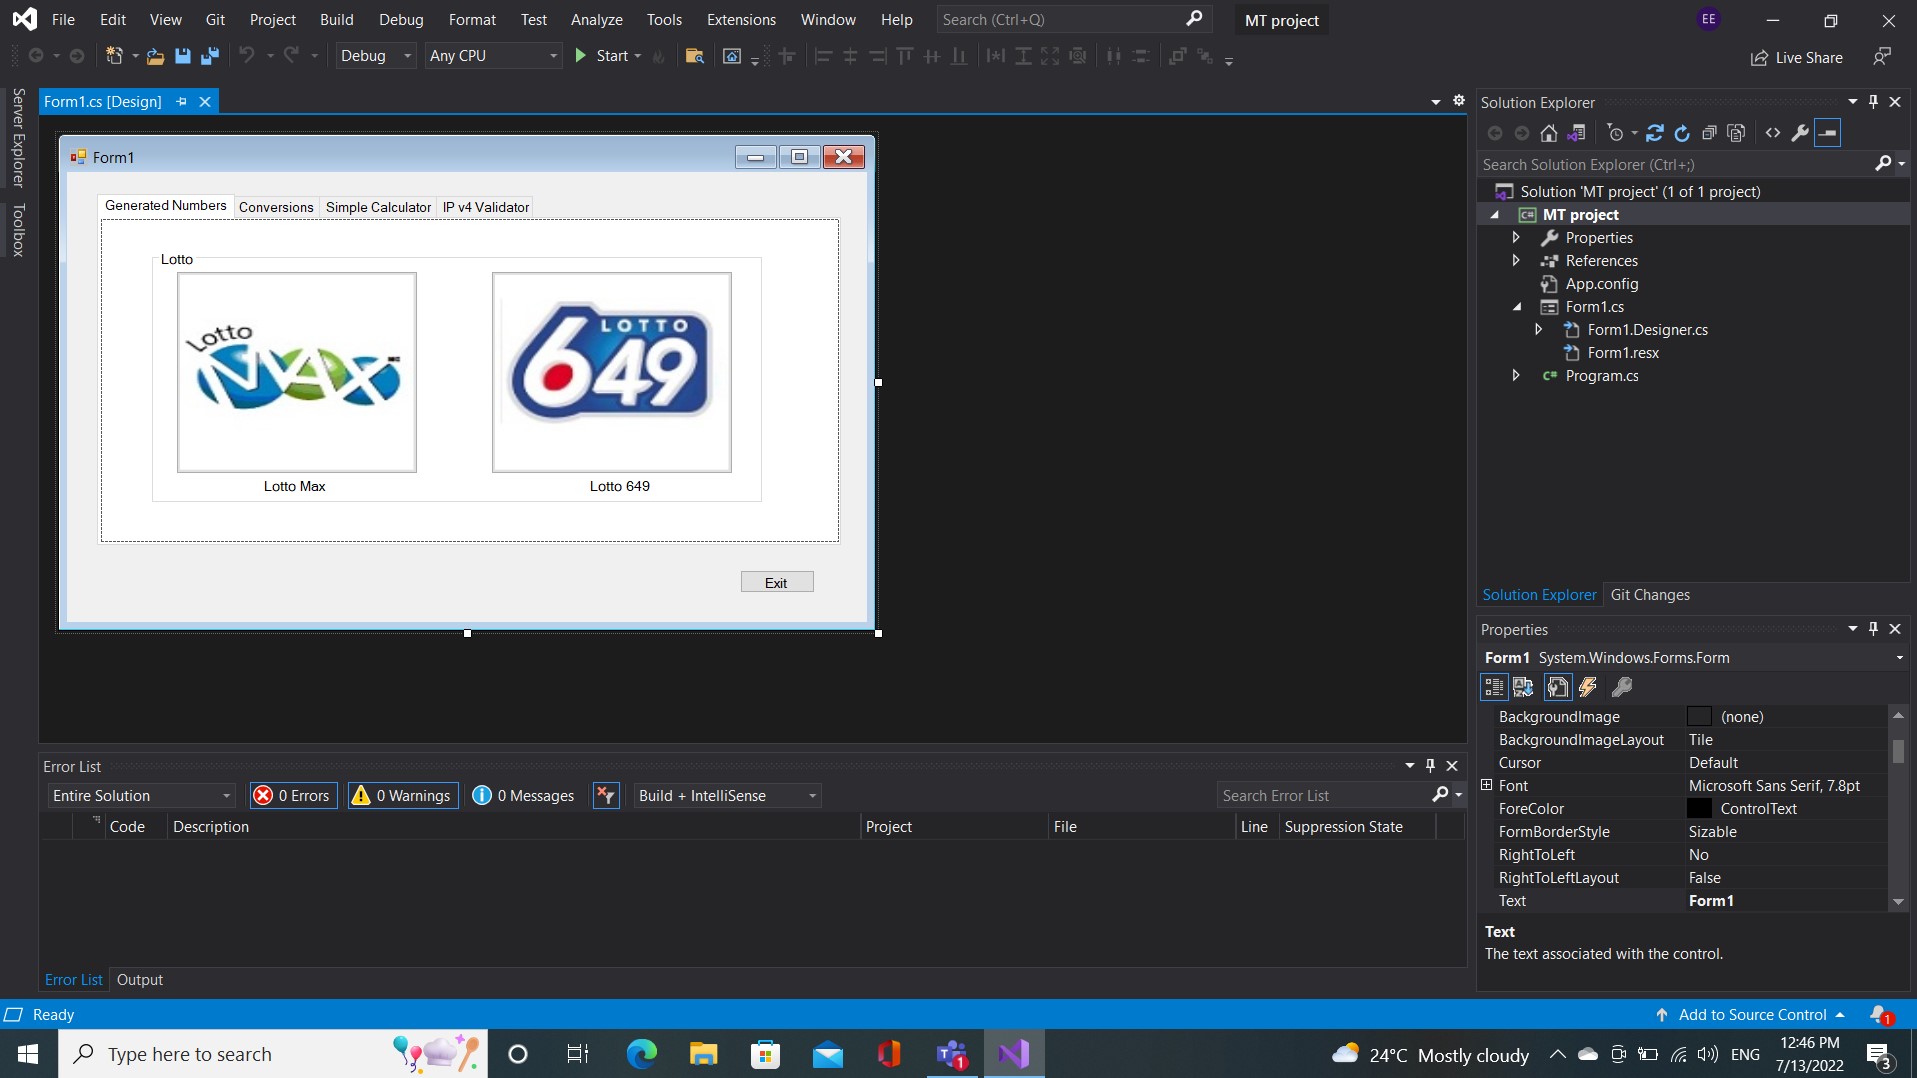 File Edit View Git Project Build Debug Format Test Analyze Tools Extensions Window Help Search (Ctrl+Q) MT project EE
Debug Any CPU Start Live Share
Server Explorer
Toolbox
Form1.cs [Design]
Form1
Generated Numbers Conversions Simple Calculator IP v4 Validator
Lotto
Lotto
MAX
LOTTO
649
Lotto Max Lotto 649
Exit
Solution Explorer
Search Solution Explorer (Ctrl+;)
Solution 'MT project' (1 of 1 project)
C# MT project
Properties
References
App.config
Form1.cs
Form1.Designer.cs
Form1.resx
C# Program.cs
Solution Explorer Git Changes
Properties
Form1 System.Windows.Forms.Form
BackgroundImage (none)
BackgroundImageLayout Tile
Cursor Default
Font Microsoft Sans Serif, 7.8pt
ForeColor ControlText
FormBorderStyle Sizable
RightToLeft No
RightToLeftLayout False
Text Form1
Text
The text associated with the control.
Error List
Entire Solution 0 Errors 0 Warnings 0 Messages Build + IntelliSense Search Error List
Code Description Project File Line Suppression State
Error List Output
Ready Add to Source Control 1
Type here to search 1 24°C Mostly cloudy ENG 12:46 PM
7/13/2022 3